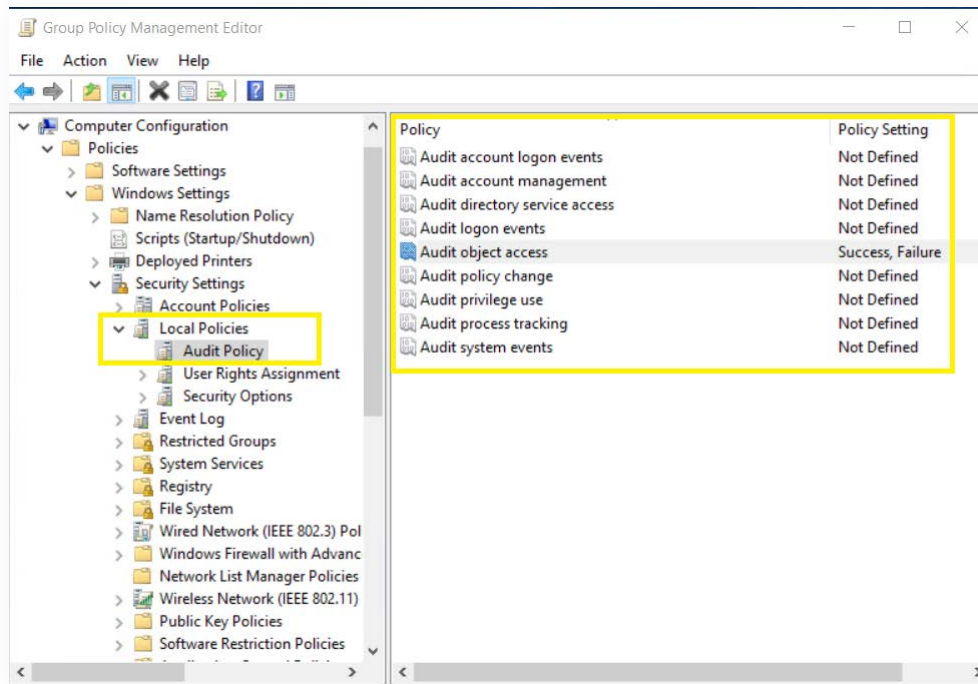 Group Policy Management Editor
File Action View Help
Computer Configuration
Policies
Software Settings
Windows Settings
Name Resolution Policy
Scripts (Startup/Shutdown)
Deployed Printers
Security Settings
Account Policies
Local Policies
Audit Policy
User Rights Assignment
Security Options
Event Log
Restricted Groups
System Services
Registry
File System
Wired Network (IEEE 802.3) Pol
Windows Firewall with Advanc
Network List Manager Policies
Wireless Network (IEEE 802.11)
Public Key Policies
Software Restriction Policies
Policy Policy Setting
Audit account logon events Not Defined
Audit account management Not Defined
Audit directory service access Not Defined
Audit logon events Not Defined
Audit object access Success, Failure
Audit policy change Not Defined
Audit privilege use Not Defined
Audit process tracking Not Defined
Audit system events Not Defined